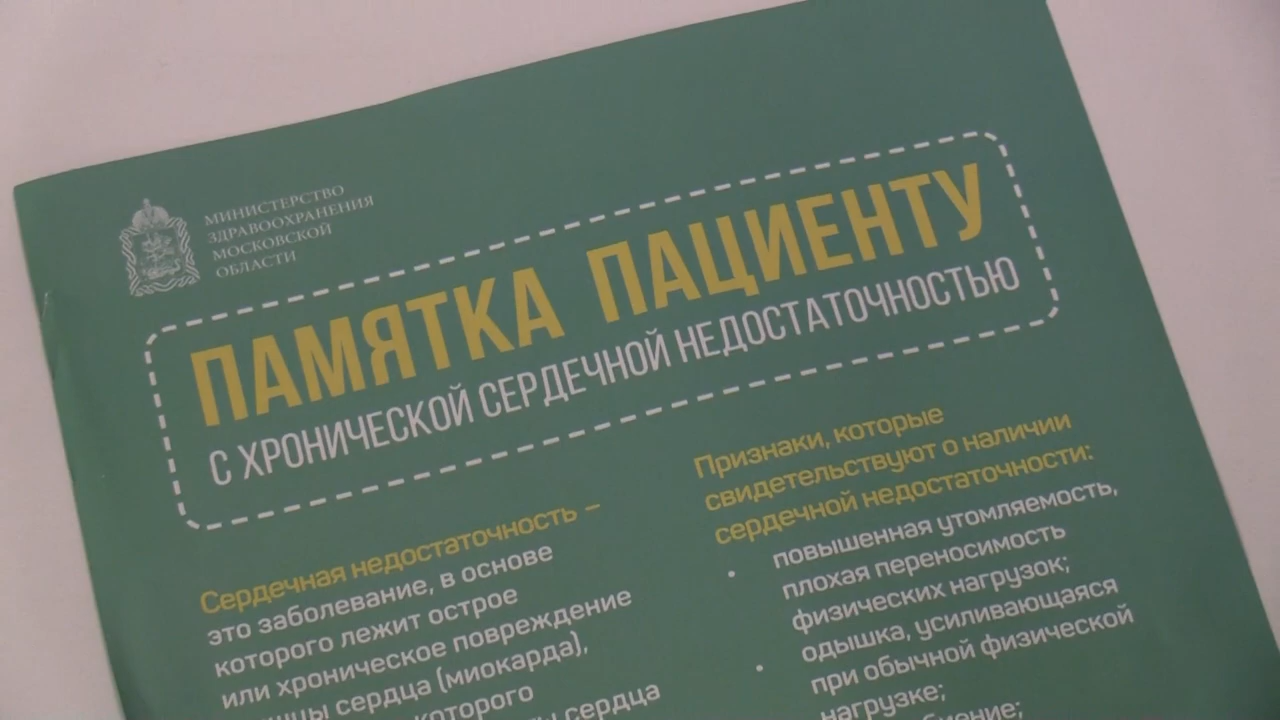 МИНИСТЕРСТВО
ЗДРАВООХРАНЕНИЯ
МОСКОВСКОЙ
ОБЛАСТИ
ПАМЯТКА ПАЦИЕНТУ
С ХРОНИЧЕСКОЙ СЕРДЕЧНОЙ НЕДОСТАТОЧНОСТЬЮ
Сердечная недостаточность –
это заболевание, в основе
которого лежит острое
или хроническое повреждение
сердца (миокарда),
которого
сердца
Признаки, которые
свидетельствуют о наличии
сердечной недостаточности:
• повышенная утомляемость,
плохая переносимость
физических нагрузок;
• одышка, усиливающаяся
при обычной физической
нагрузке;